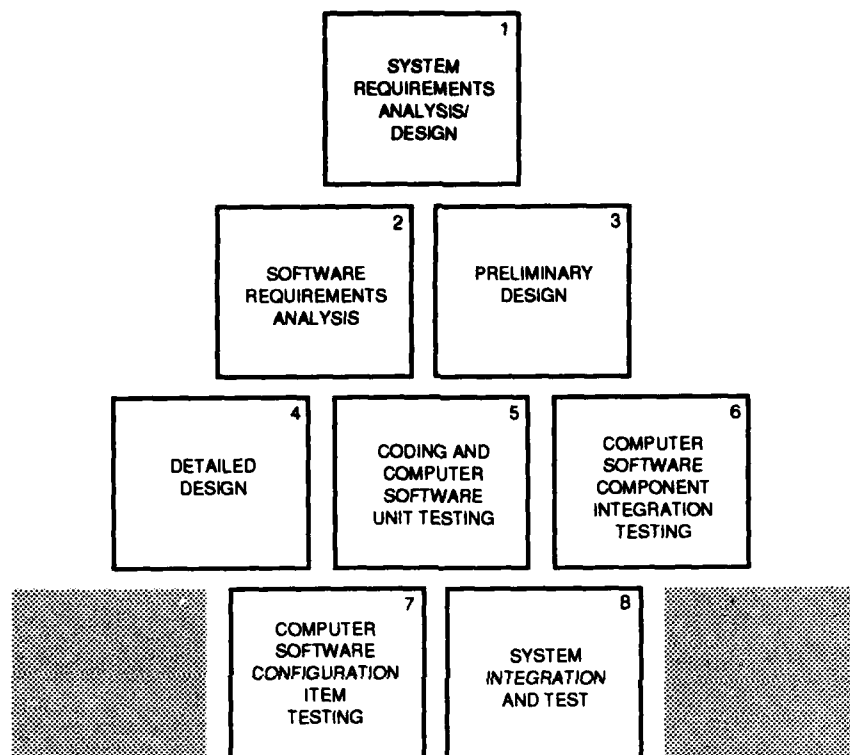 1
SYSTEM
REQUIREMENTS
ANALYSIS/
DESIGN
2
SOFTWARE
REQUIREMENTS
ANALYSIS
3
PRELIMINARY
DESIGN
4
DETAILED
DESIGN
5
CODING AND
COMPUTER
SOFTWARE
UNIT TESTING
6
COMPUTER
SOFTWARE
COMPONENT
INTEGRATION
TESTING
7
COMPUTER
SOFTWARE
CONFIGURATION
ITEM
TESTING
8
SYSTEM
INTEGRATION
AND TEST